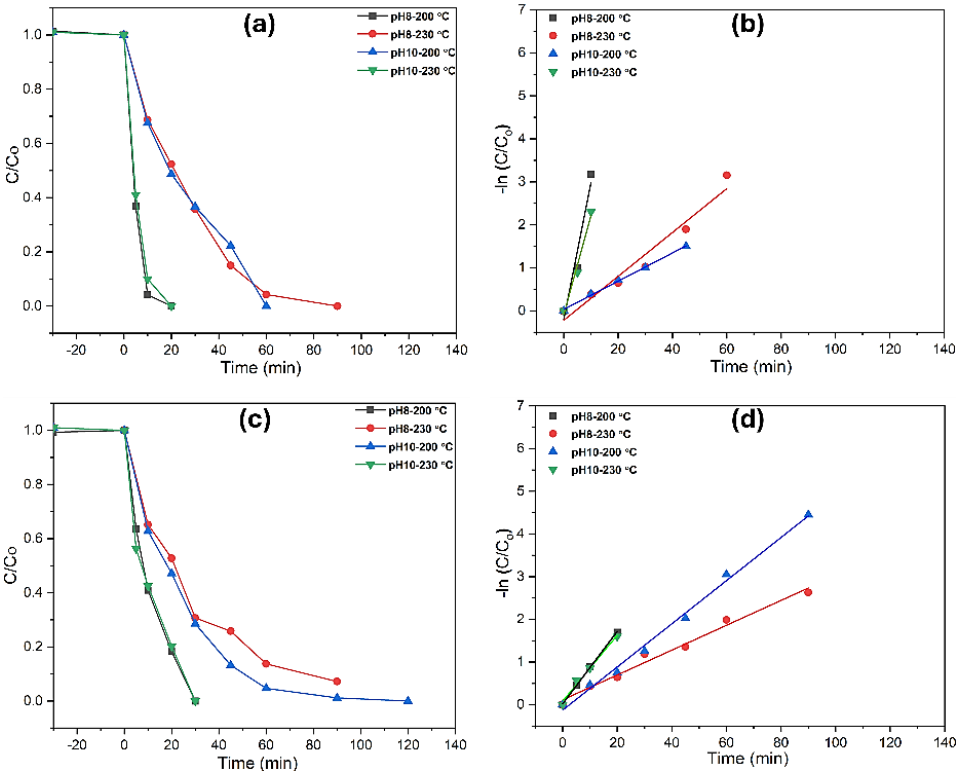 (a)
pH8-200 °C
pH8-230 °C
pH10-200 °C
pH10-230 °C
1.0
0.8
0.6
0.4
0.2
0.0
C/Co
-20
0
20
40
60
80
100
120
140
Time (min)
(b)
pH8-200 °C
pH8-230 °C
pH10-200 °C
pH10-230 °C
7
6
5
4
3
2
1
0
-ln (C/Co)
0
20
40
60
80
100
120
140
Time (min)
(c)
pH8-200 °C
pH8-230 °C
pH10-200 °C
pH10-230 °C
1.0
0.8
0.6
0.4
0.2
0.0
C/Co
-20
0
20
40
60
80
100
120
140
Time (min)
(d)
pH8-200 °C
pH8-230 °C
pH10-200 °C
pH10-230 °C
7
6
5
4
3
2
1
0
-ln (C/Co)
0
20
40
60
80
100
120
140
Time (min)